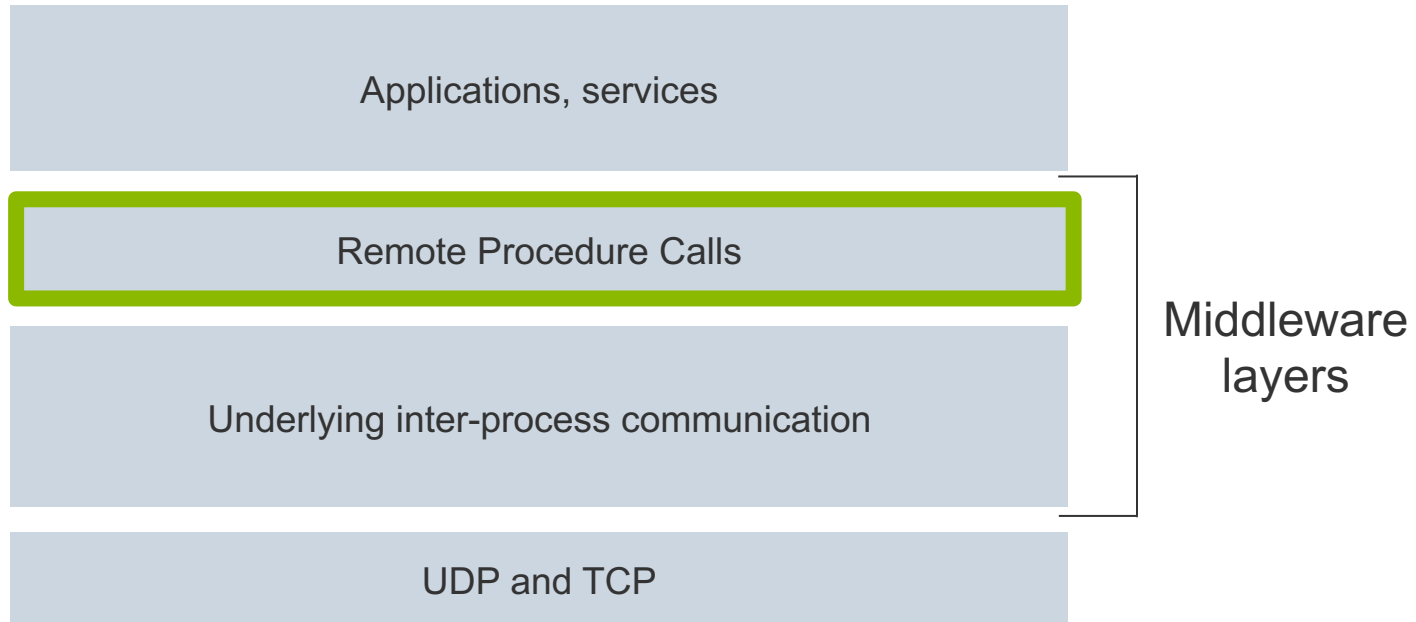 Applications, services
Remote Procedure Calls
Middleware
layers
Underlying inter-process communication
UDP and TCP